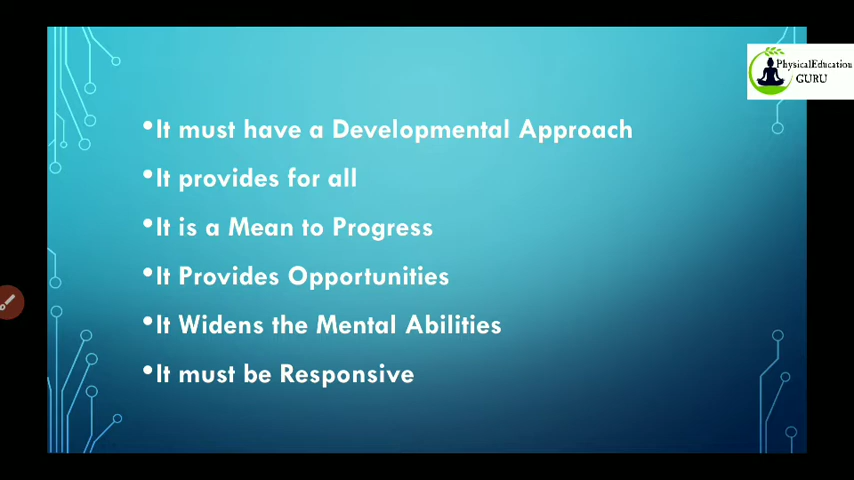 PhysicalEducation
GURU
•It must have a Developmental Approach
•It provides for all
•It is a Mean to Progress
•It Provides Opportunities
•It Widens the Mental Abilities
•It must be Responsive